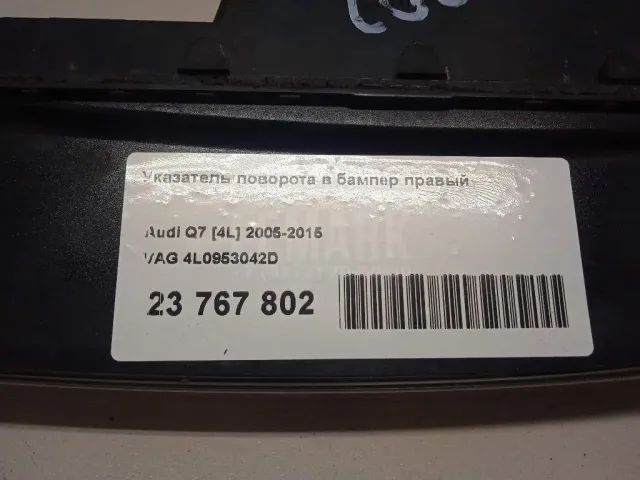 Указатель поворота в бампер правый
Audi Q7 [4L] 2005-2015
VAG 4L0953042D
23 767 802